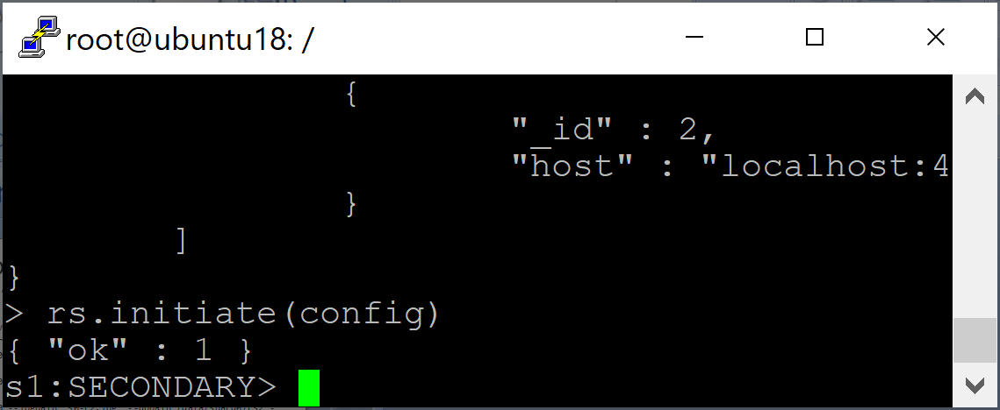 root@ubuntu18: /
{
"_id" : 2,
"host" : "localhost:4
}
]
}
> rs.initiate(config)
{ "ok" : 1 }
s1:SECONDARY>